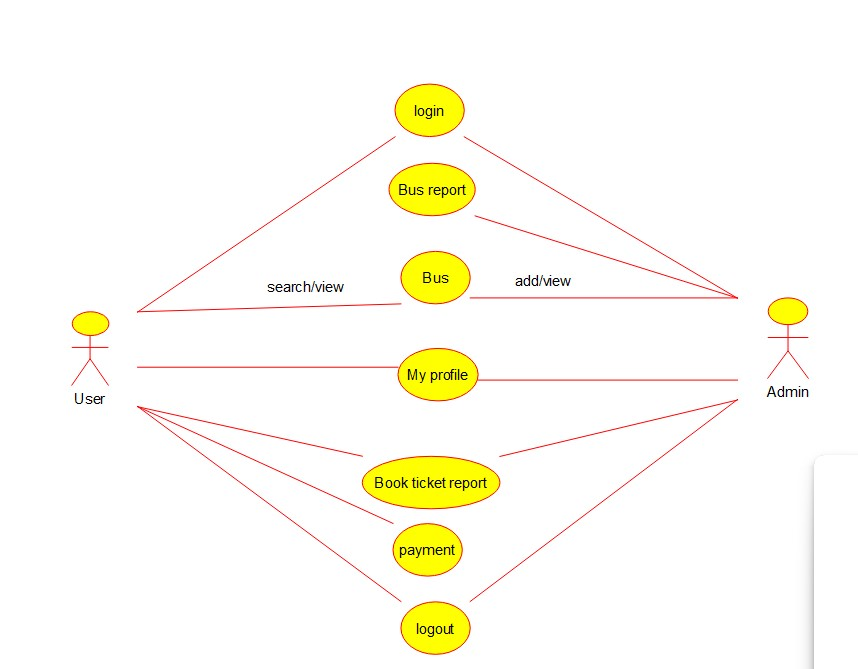 login
Bus report
Bus
search/view
add/view
My profile
User
Admin
Book ticket report
payment
logout